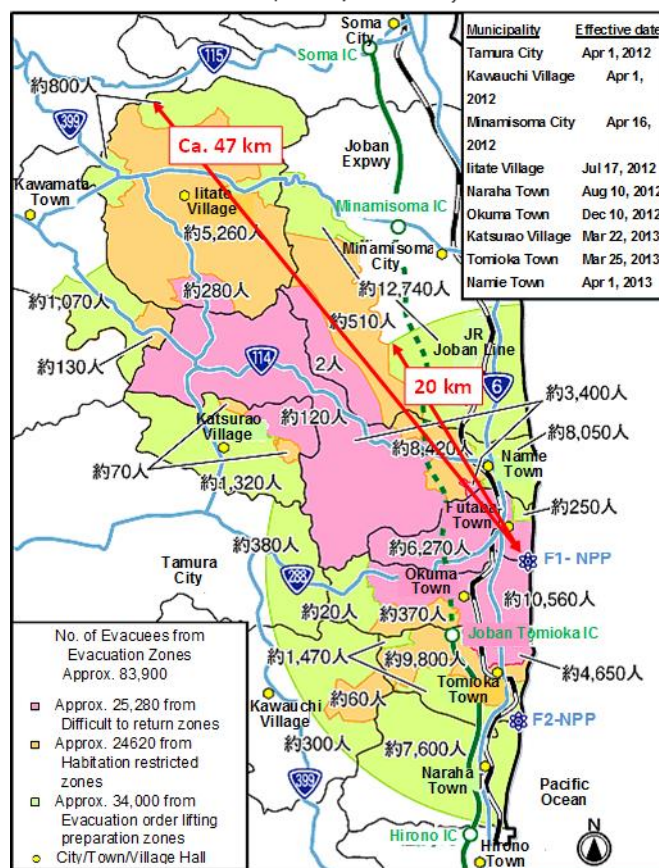 Soma
City
Soma IC
115
約800人
399
Ca. 47 km
Joban
Expwy
Kawamata
Town
Iitate
Village
Minamisoma IC
約5,260人
Minamisoma
City
約12,740人
約280人
約1,070人
約510人
JR
Joban Line
約130人
114
2人
20 km
6
約3,400人
約120人
Katsurao
Village
約8,420人
約8,050人
Namie
Town
約70人
約1,320人
Futaba
Town
約250人
約380人
約6,270人
F1- NPP
Tamura
City
288
Okuma
Town
約20人
約370人
約10,560人
Joban Tomioka IC
約1,470人
約9,800人
約4,650人
Tomioka
Town
約60人
Kawauchi
Village
F2-NPP
約300人
約7,600人
399
Naraha
Town
Pacific
Ocean
Hirono IC
Hirono
Town
N
Municipality Effective date
Tamura City Apr 1, 2012
Kawauchi Village Apr 1,
2012
Minamisoma City Apr 16,
2012
Iitate Village Jul 17, 2012
Naraha Town Aug 10, 2012
Okuma Town Dec 10, 2012
Katsurao Village Mar 22, 2013
Tomioka Town Mar 25, 2013
Namie Town Apr 1, 2013
No. of Evacuees from
Evacuation Zones
Approx. 83,900
Approx. 25,280 from
Difficult to return zones
Approx. 24620 from
Habitation restricted
zones
Approx. 34,000 from
Evacuation order lifting
preparation zones
City/Town/Village Hall